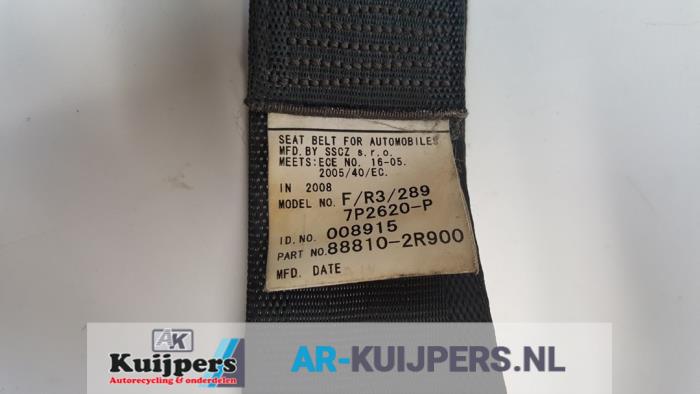 SEAT BELT FOR AUTOMOBILES
MFD. BY SSCZ s.r.o.
MEETS:ECE NO. 16-05.
2005/40/EC.
IN 2008
MODEL NO. F/R3/289
7P2620-P
ID. NO. 008915
PART NO. 88810-2R900
MFD. DATE
AK
Kuijpers
Autorecycling & onderdelen
AR-KUIJPERS.NL